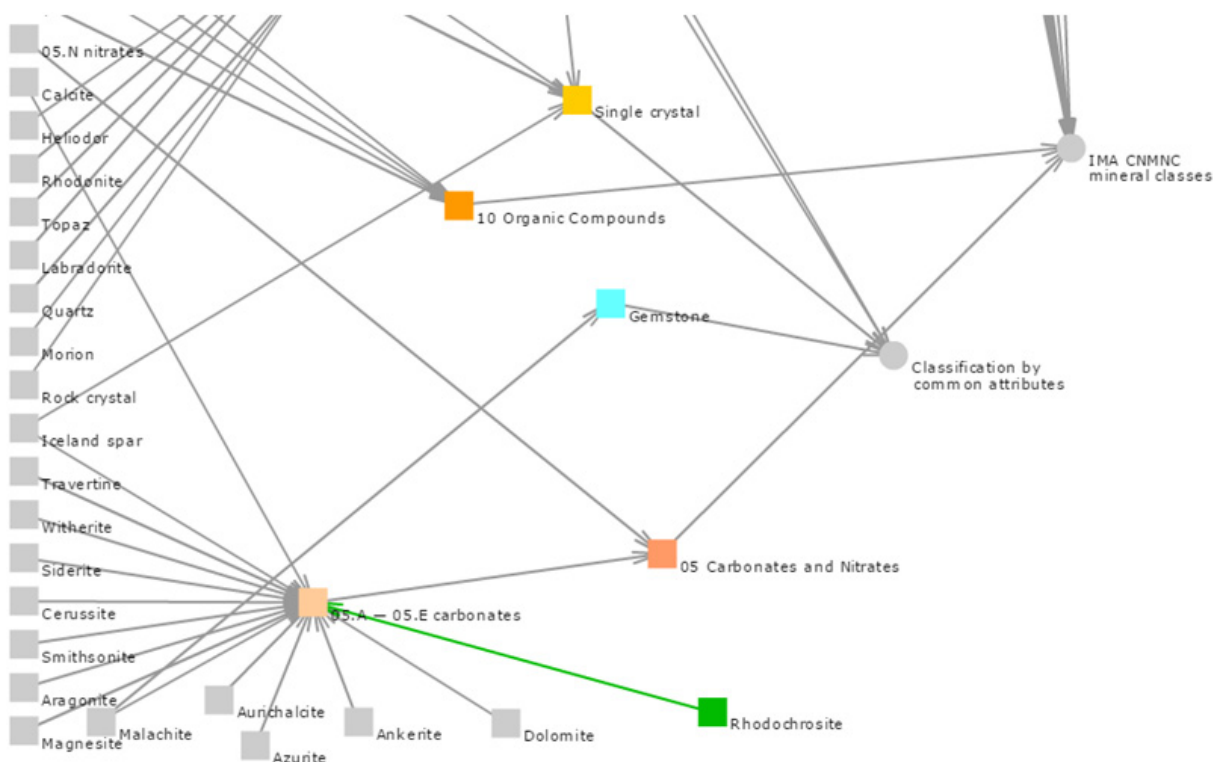 05.N nitrates
Calcite
Heliodor
Rhodonite
Topaz
Labradorite
Quartz
Morion
Rock crystal
Iceland spar
Travertine
Witherite
Siderite
Cerussite
Smithsonite
Aragonite
Magnesite
Malachite
Aurichalcite
Azurite
Ankerite
Dolomite
Rhodochrosite
05.A — 05.E carbonates
05 Carbonates and Nitrates
Gemstone
10 Organic Compounds
Single crystal
Classification by
common attributes
IMA CNMNC
mineral classes